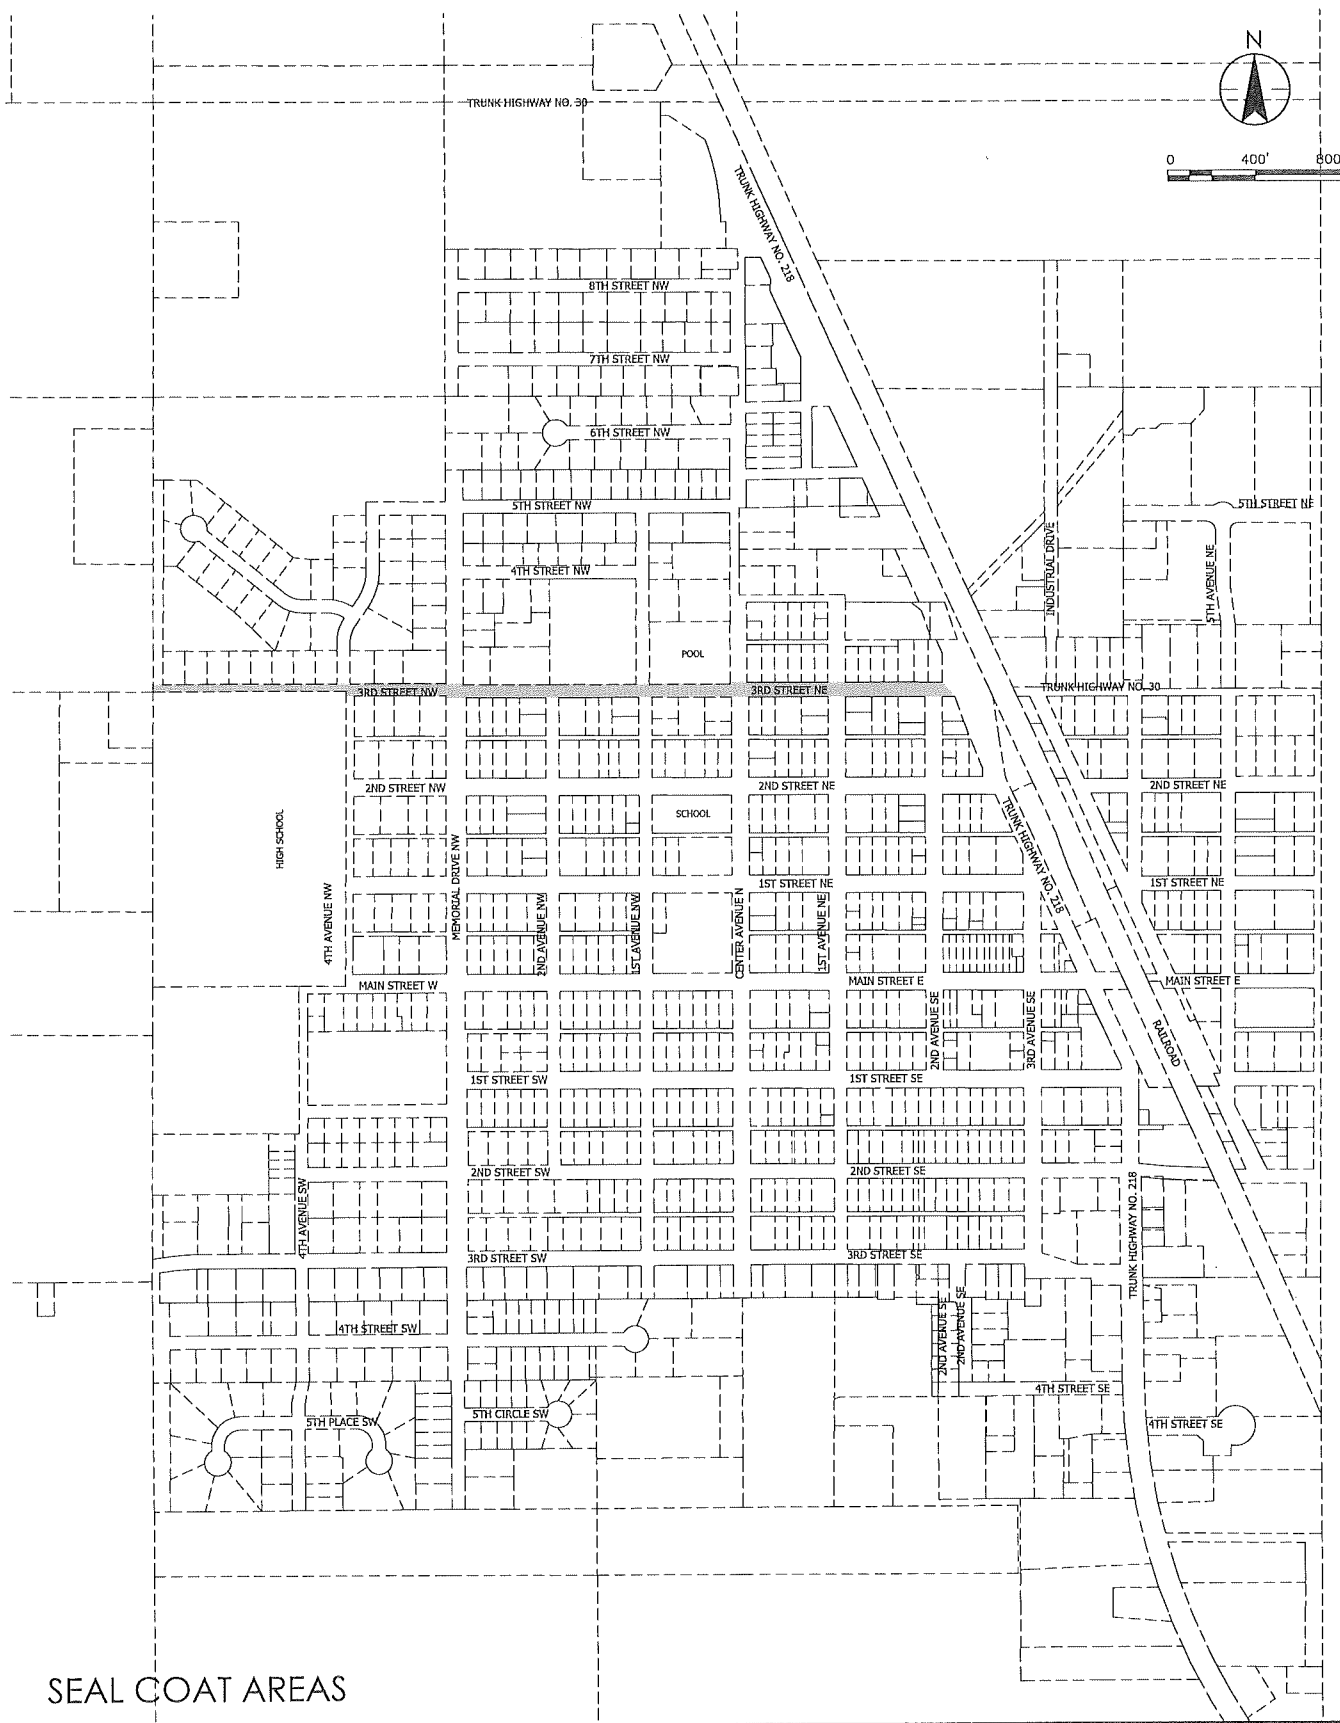 N
TRUNK HIGHWAY NO. 30
0 400' 800
TRUNK HIGHWAY NO. 218
8TH STREET NW
7TH STREET NW
6TH STREET NW
5TH STREET NW
5TH STREET NE
4TH STREET NW
INDUSTRIAL DRIVE
5TH AVENUE NE
POOL
3RD STREET NW
3RD STREET NE
TRUNK HIGHWAY NO. 30
2ND STREET NW
2ND STREET NE
2ND STREET NE
HIGH SCHOOL
SCHOOL
TRUNK HIGHWAY NO. 218
1ST STREET NE
1ST STREET NE
4TH AVENUE NW
MEMORIAL DRIVE NW
2ND AVENUE NW
1ST AVENUE NW
CENTER AVENUE N
1ST AVENUE NE
MAIN STREET W
MAIN STREET E
MAIN STREET E
2ND AVENUE SE
3RD AVENUE SE
RAILROAD
1ST STREET SW
1ST STREET SE
2ND STREET SW
2ND STREET SE
4TH AVENUE SW
TRUNK HIGHWAY NO. 218
3RD STREET SW
3RD STREET SE
4TH STREET SW
2ND AVENUE SE
2ND AVENUE SE
4TH STREET SE
5TH PLACE SW
5TH CIRCLE SW
4TH STREET SE
SEAL COAT AREAS